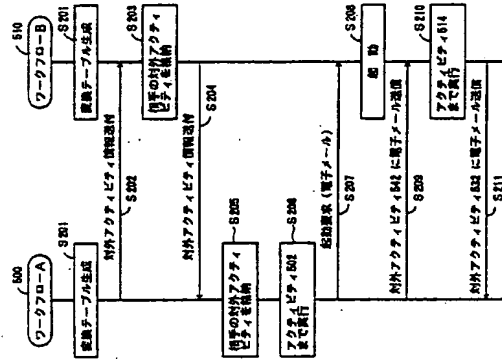 500
ワークフローA
510
ワークフローB
S201
変換テーブル生成
S201
変換テーブル生成
対外アクティビティ情報送付
S202
S203
相手の対外アクティ
ビティを格納
対外アクティビティ情報送付
S204
S205
相手の対外アクティ
ビティを格納
S206
アクティビティ502
まで実行
起動要求(電子メール)
S207
S208
起動
対外アクティビティ542に電子メール送信
S209
S210
アクティビティ514
まで実行
対外アクティビティ532に電子メール送信
S211